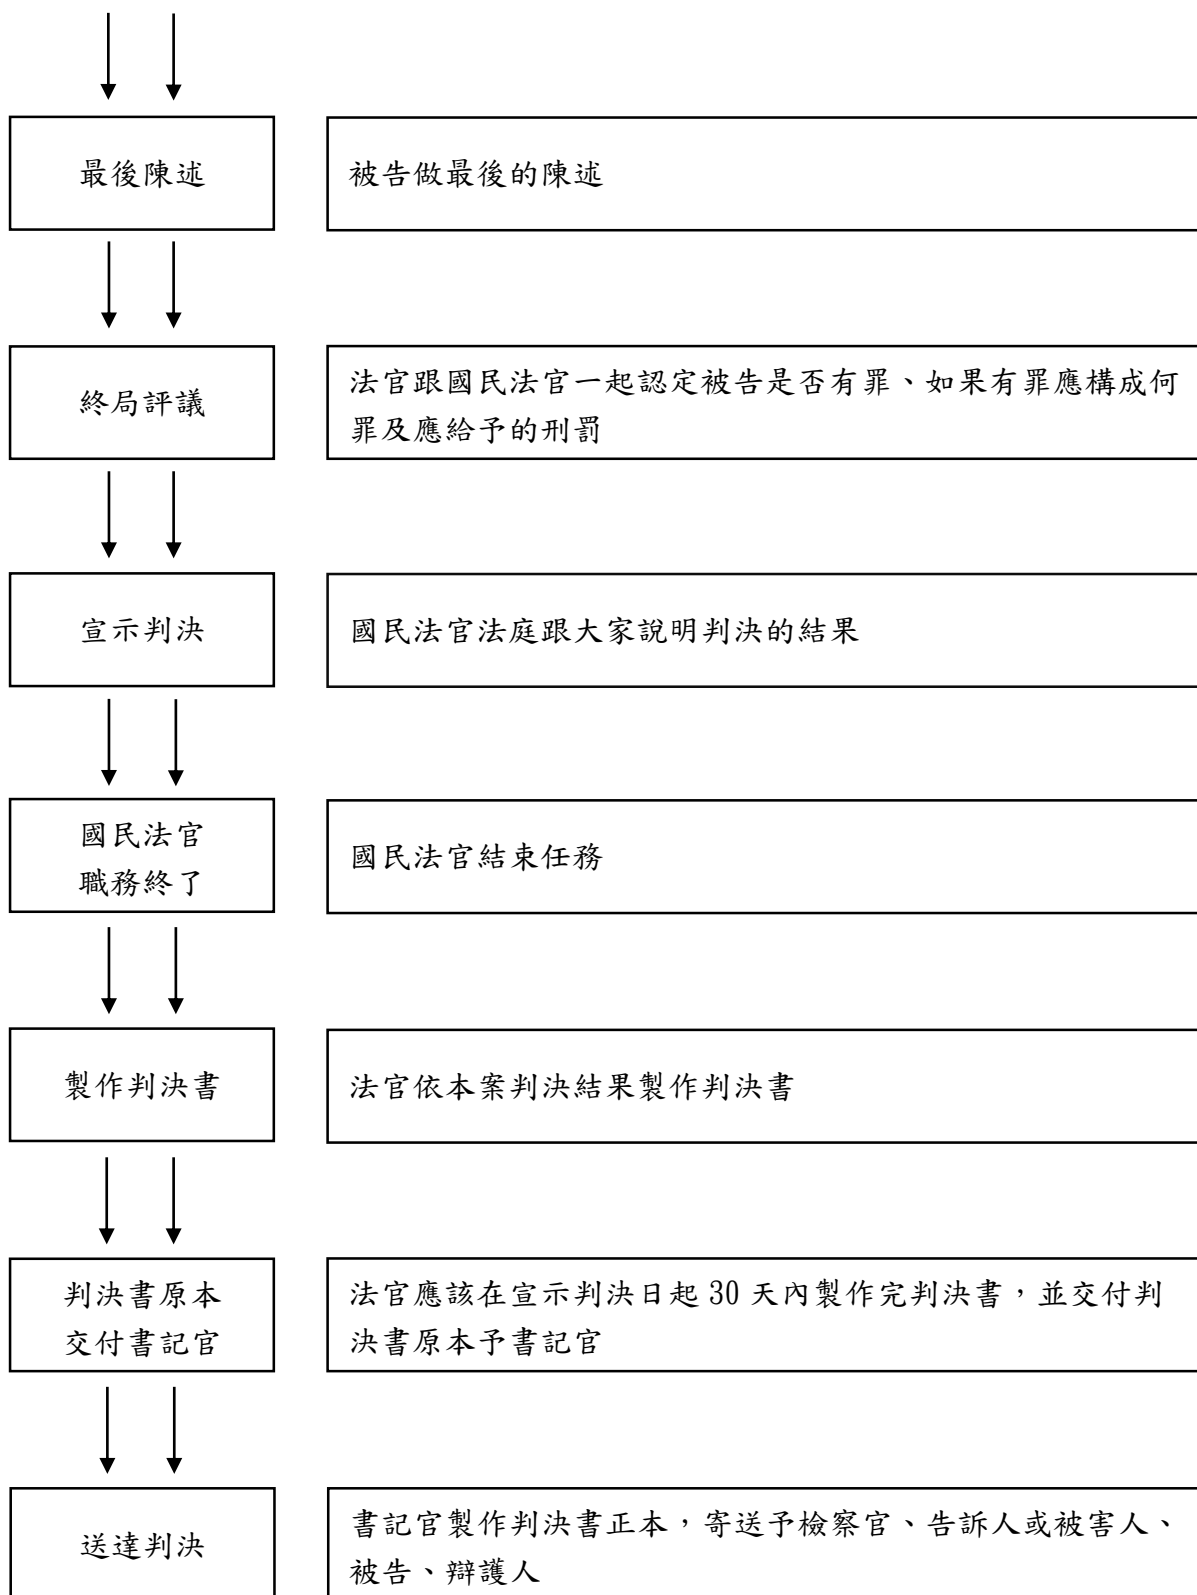 最後陳述
被告做最後的陳述
終局評議
法官跟國民法官一起認定被告是否有罪、如果有罪應構成何
罪及應給予的刑罰
宣示判決
國民法官法庭跟大家說明判決的結果
國民法官
職務終了
國民法官結束任務
製作判決書
法官依本案判決結果製作判決書
判決書原本
交付書記官
法官應該在宣示判決日起 30 天內製作完判決書，並交付判
決書原本予書記官
送達判決
書記官製作判決書正本，寄送予檢察官、告訴人或被害人、
被告、辯護人